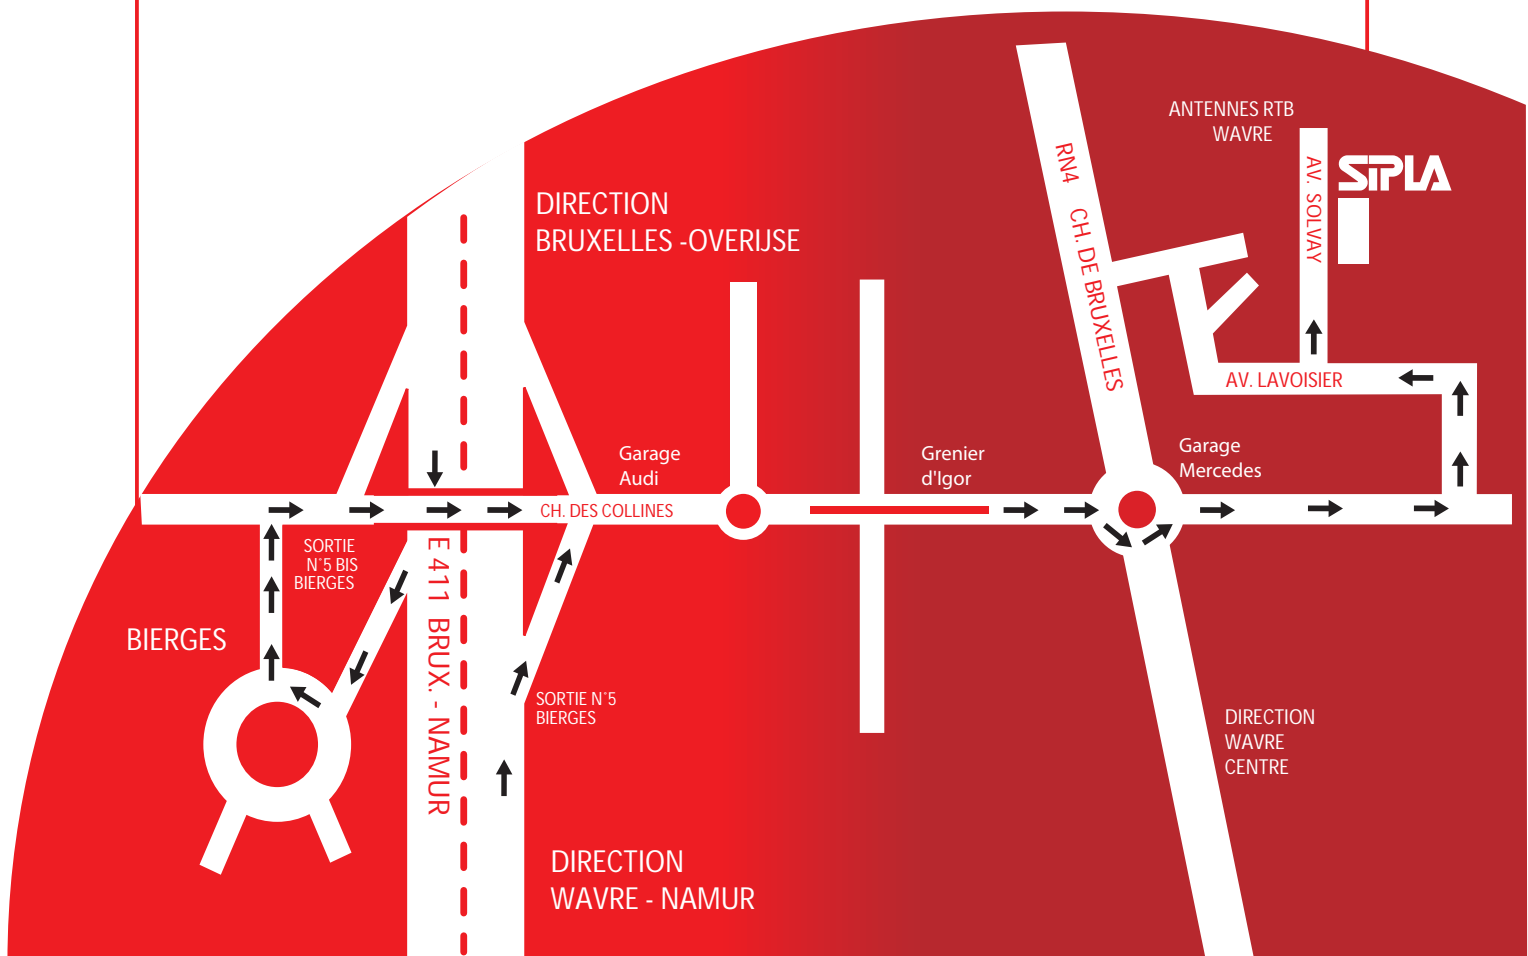 ANTENNES RTB
WAVRE
SIPLA
AV. SOLVAY
RN4 CH. DE BRUXELLES
DIRECTION
BRUXELLES -OVERIJSE
AV. LAVOISIER
Garage
Audi
Grenier
d'Igor
Garage
Mercedes
CH. DES COLLINES
SORTIE
N°5 BIS
BIERGES
E 411 BRUX. - NAMUR
BIERGES
SORTIE N°5
BIERGES
DIRECTION
WAVRE
CENTRE
DIRECTION
WAVRE - NAMUR